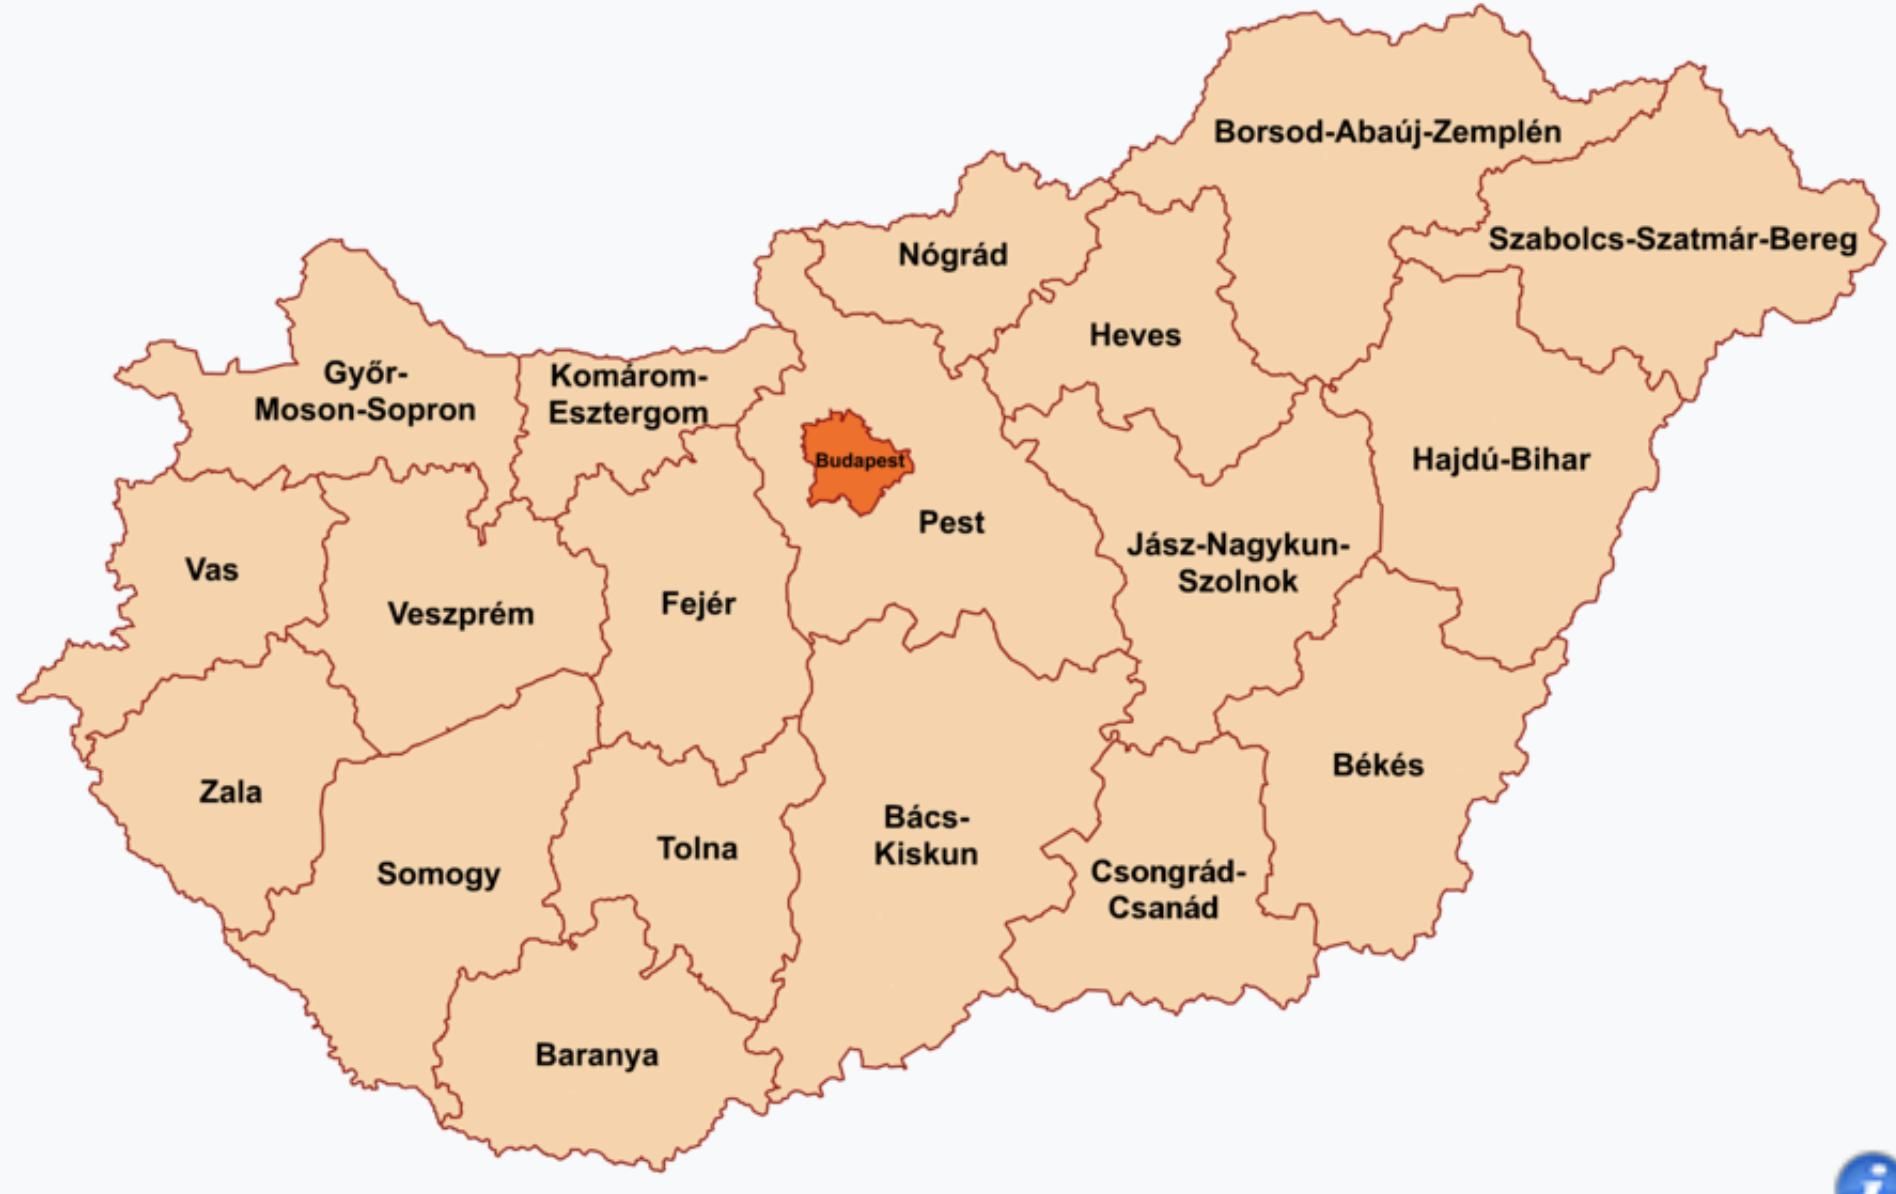 Borsod-Abaúj-Zemplén
Szabolcs-Szatmár-Bereg
Nógrád
Heves
Győr-
Moson-Sopron
Komárom-
Esztergom
Budapest
Hajdú-Bihar
Pest
Jász-Nagykun-
Szolnok
Vas
Veszprém
Fejér
Zala
Békés
Bács-
Kiskun
Tolna
Somogy
Csongrád-
Csanád
Baranya
i